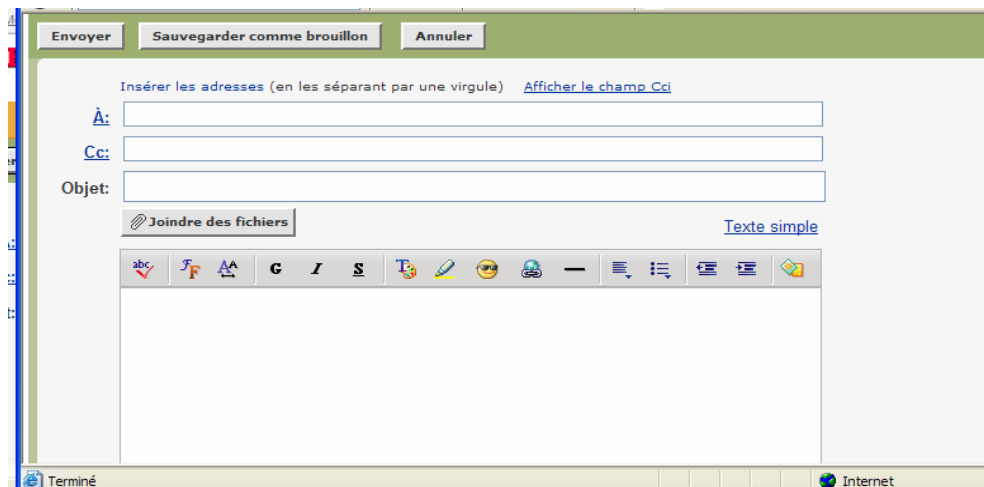 Envoyer Sauvegarder comme brouillon Annuler
Insérer les adresses (en les séparant par une virgule) Afficher le champ Cci
À:
Cc:
Objet:
Joindre des fichiers
Texte simple
abc F F A A G I S T
Terminé Internet